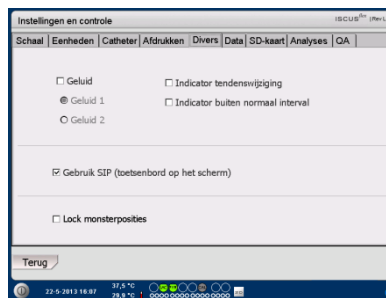 Instellingen en controle
ISCUS
Schaal Eenheden Catheter Afdrukken Divers Data SD-kaart Analyses QA
Geluid
Indicator tendenswijziging
Geluid 1
Indicator buiten normaal interval
Geluid 2
Gebruik SIP (toetsenbord op het scherm)
Lock monsterposities
Terug
22-5-2013 16:07
37,5 °C
29,9 °C